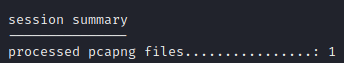 session summary
---------------
processed pcapng files................: 1